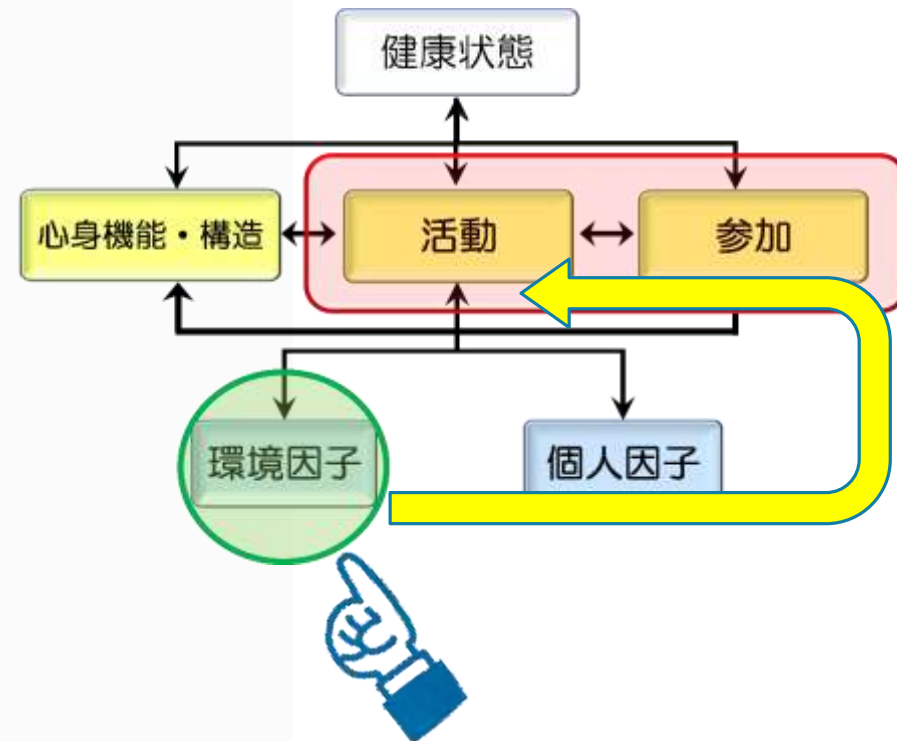 健康状態
心身機能・構造
活動
参加
環境因子
個人因子